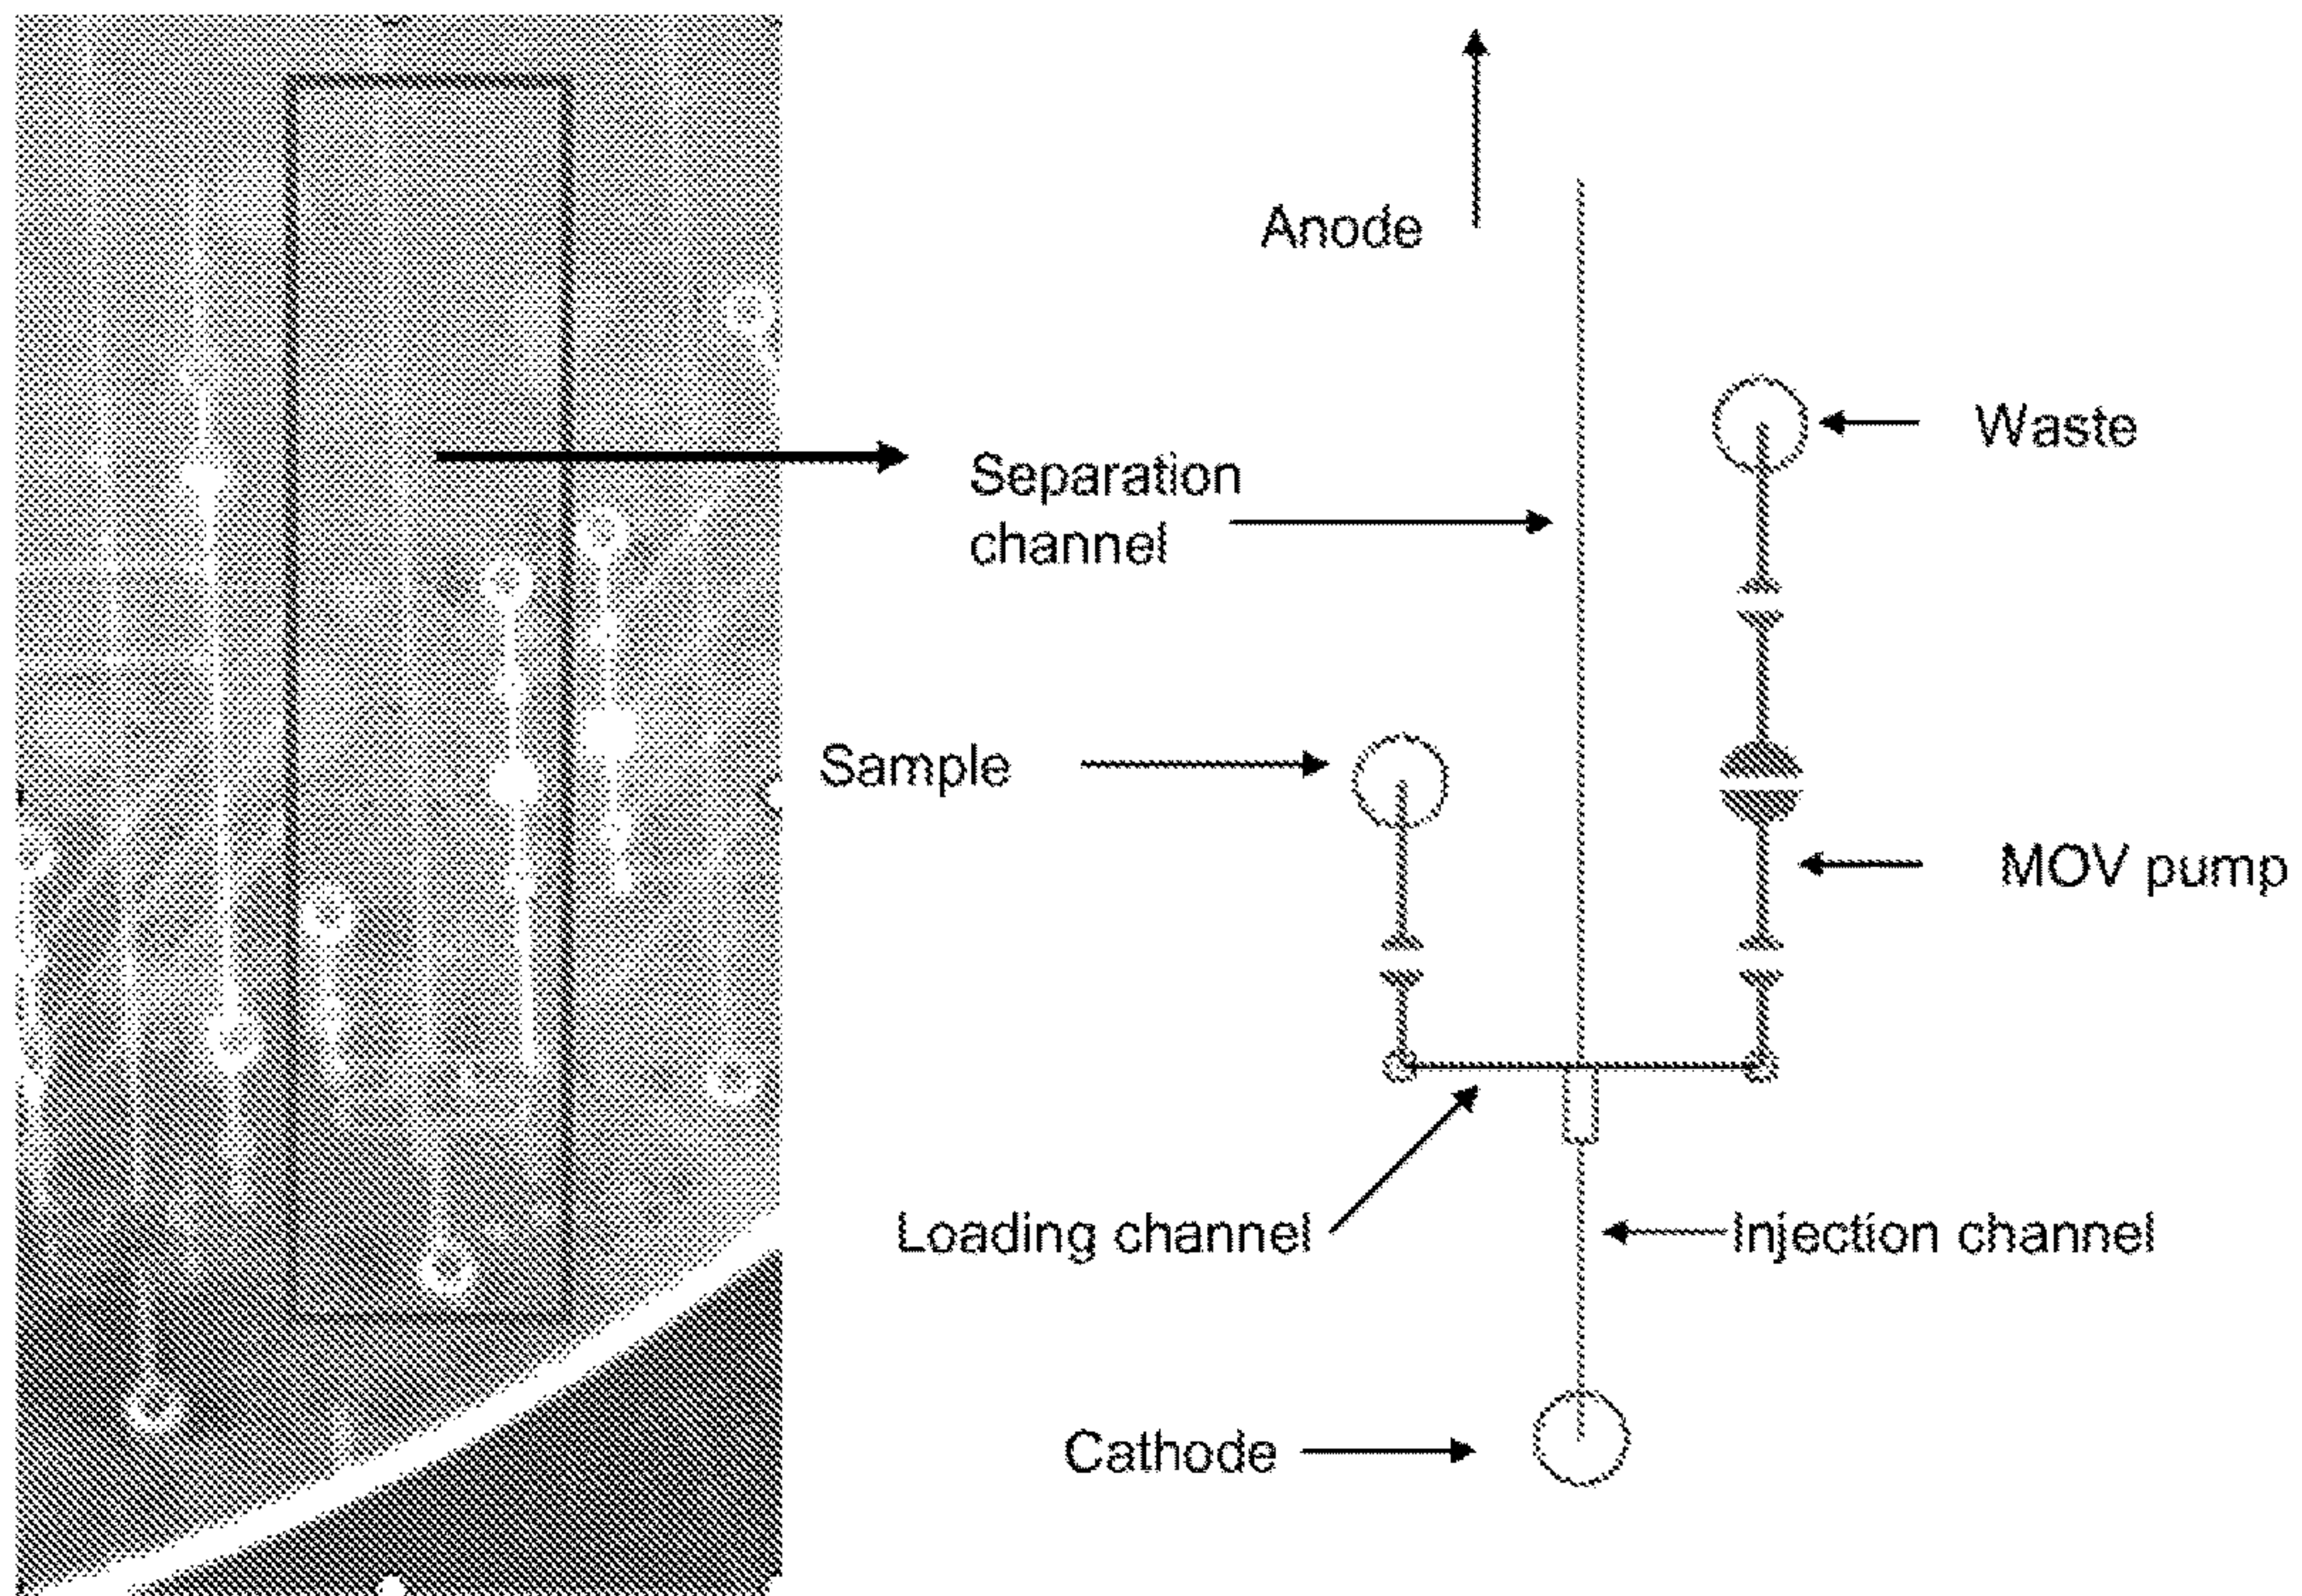 Anode
Waste
Separation
channel
Sample
MOV pump
Loading channel
Injection channel
Cathode